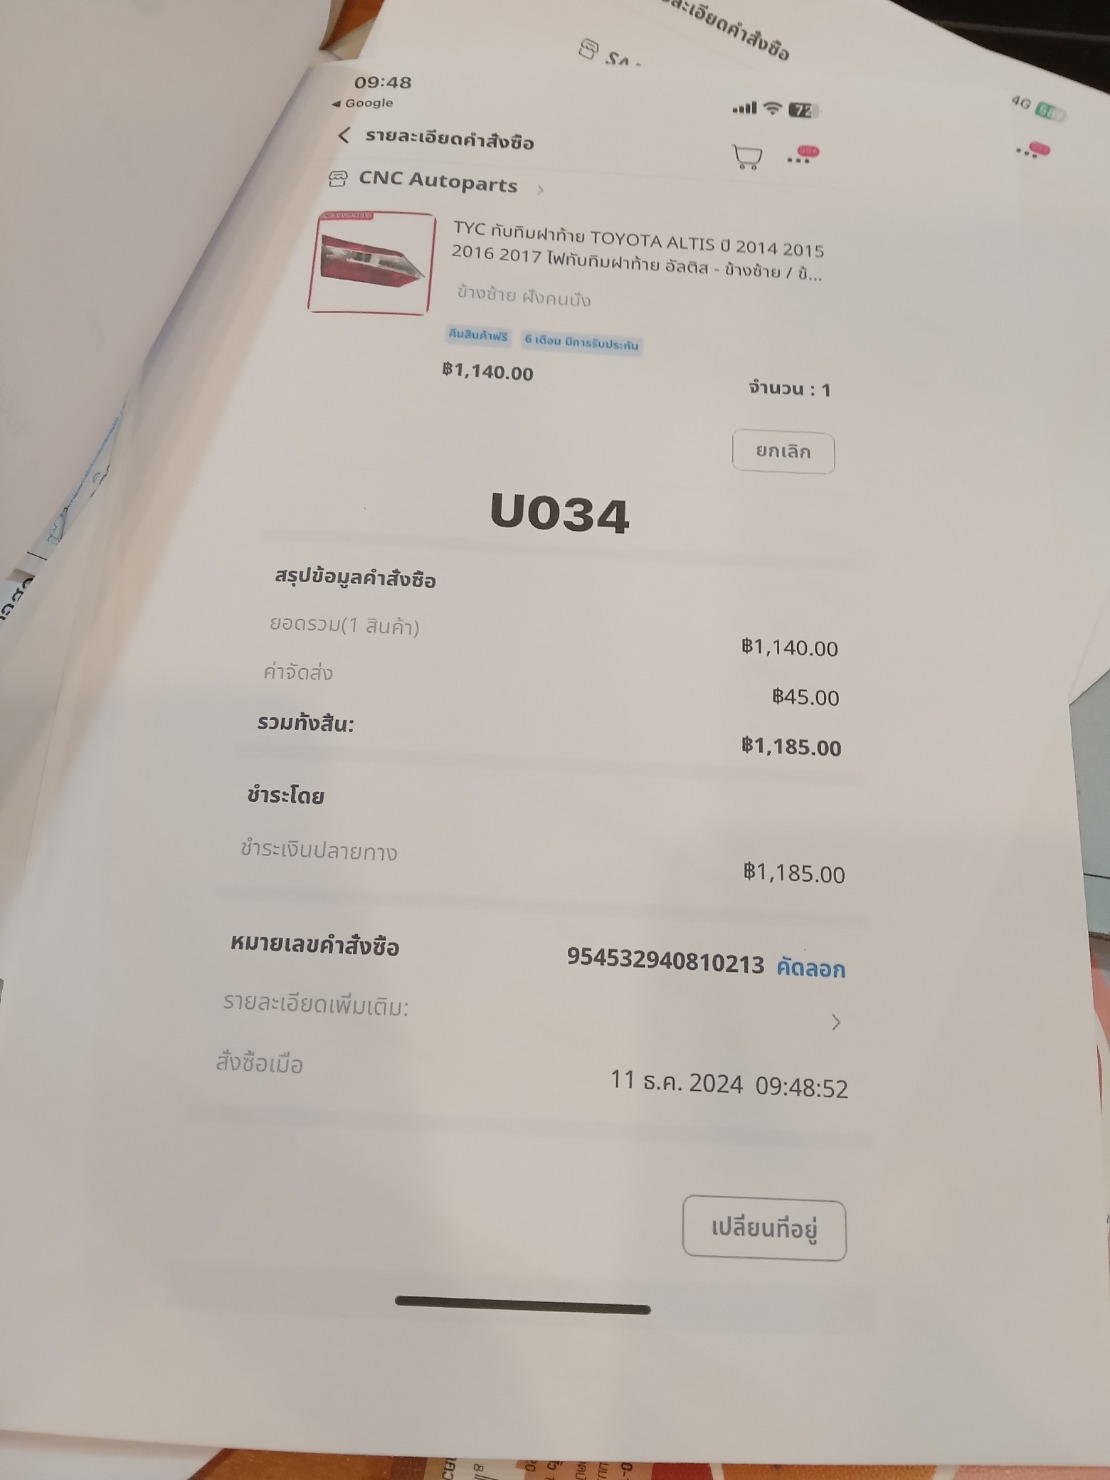 สะเอียดคำสั่งซื้อ
4G
09:48
◄ Google
72
รายละเอียดคำสั่งซื้อ
CNC Autoparts
TYC ทับทิมฝาท้าย TOYOTA ALTIS ปี 2014 2015
2016 2017 ไฟทับทิมฝาท้าย อัลติส - ข้างซ้าย / ข้...
ข้างซ้าย ฝั่งคนนั่ง
คืนสินค้าฟรี 6 เดือน มีการรับประกัน
฿1,140.00
จำนวน : 1
ยกเลิก
U034
สรุปข้อมูลคำสั่งซื้อ
ยอดรวม(1 สินค้า) ฿1,140.00
ค่าจัดส่ง ฿45.00
รวมทั้งสิ้น: ฿1,185.00
ชำระโดย
ชำระเงินปลายทาง ฿1,185.00
หมายเลขคำสั่งซื้อ 954532940810213 คัดลอก
รายละเอียดเพิ่มเติม:
สั่งซื้อเมื่อ 11 ธ.ค. 2024 09:48:52
เปลี่ยนที่อยู่